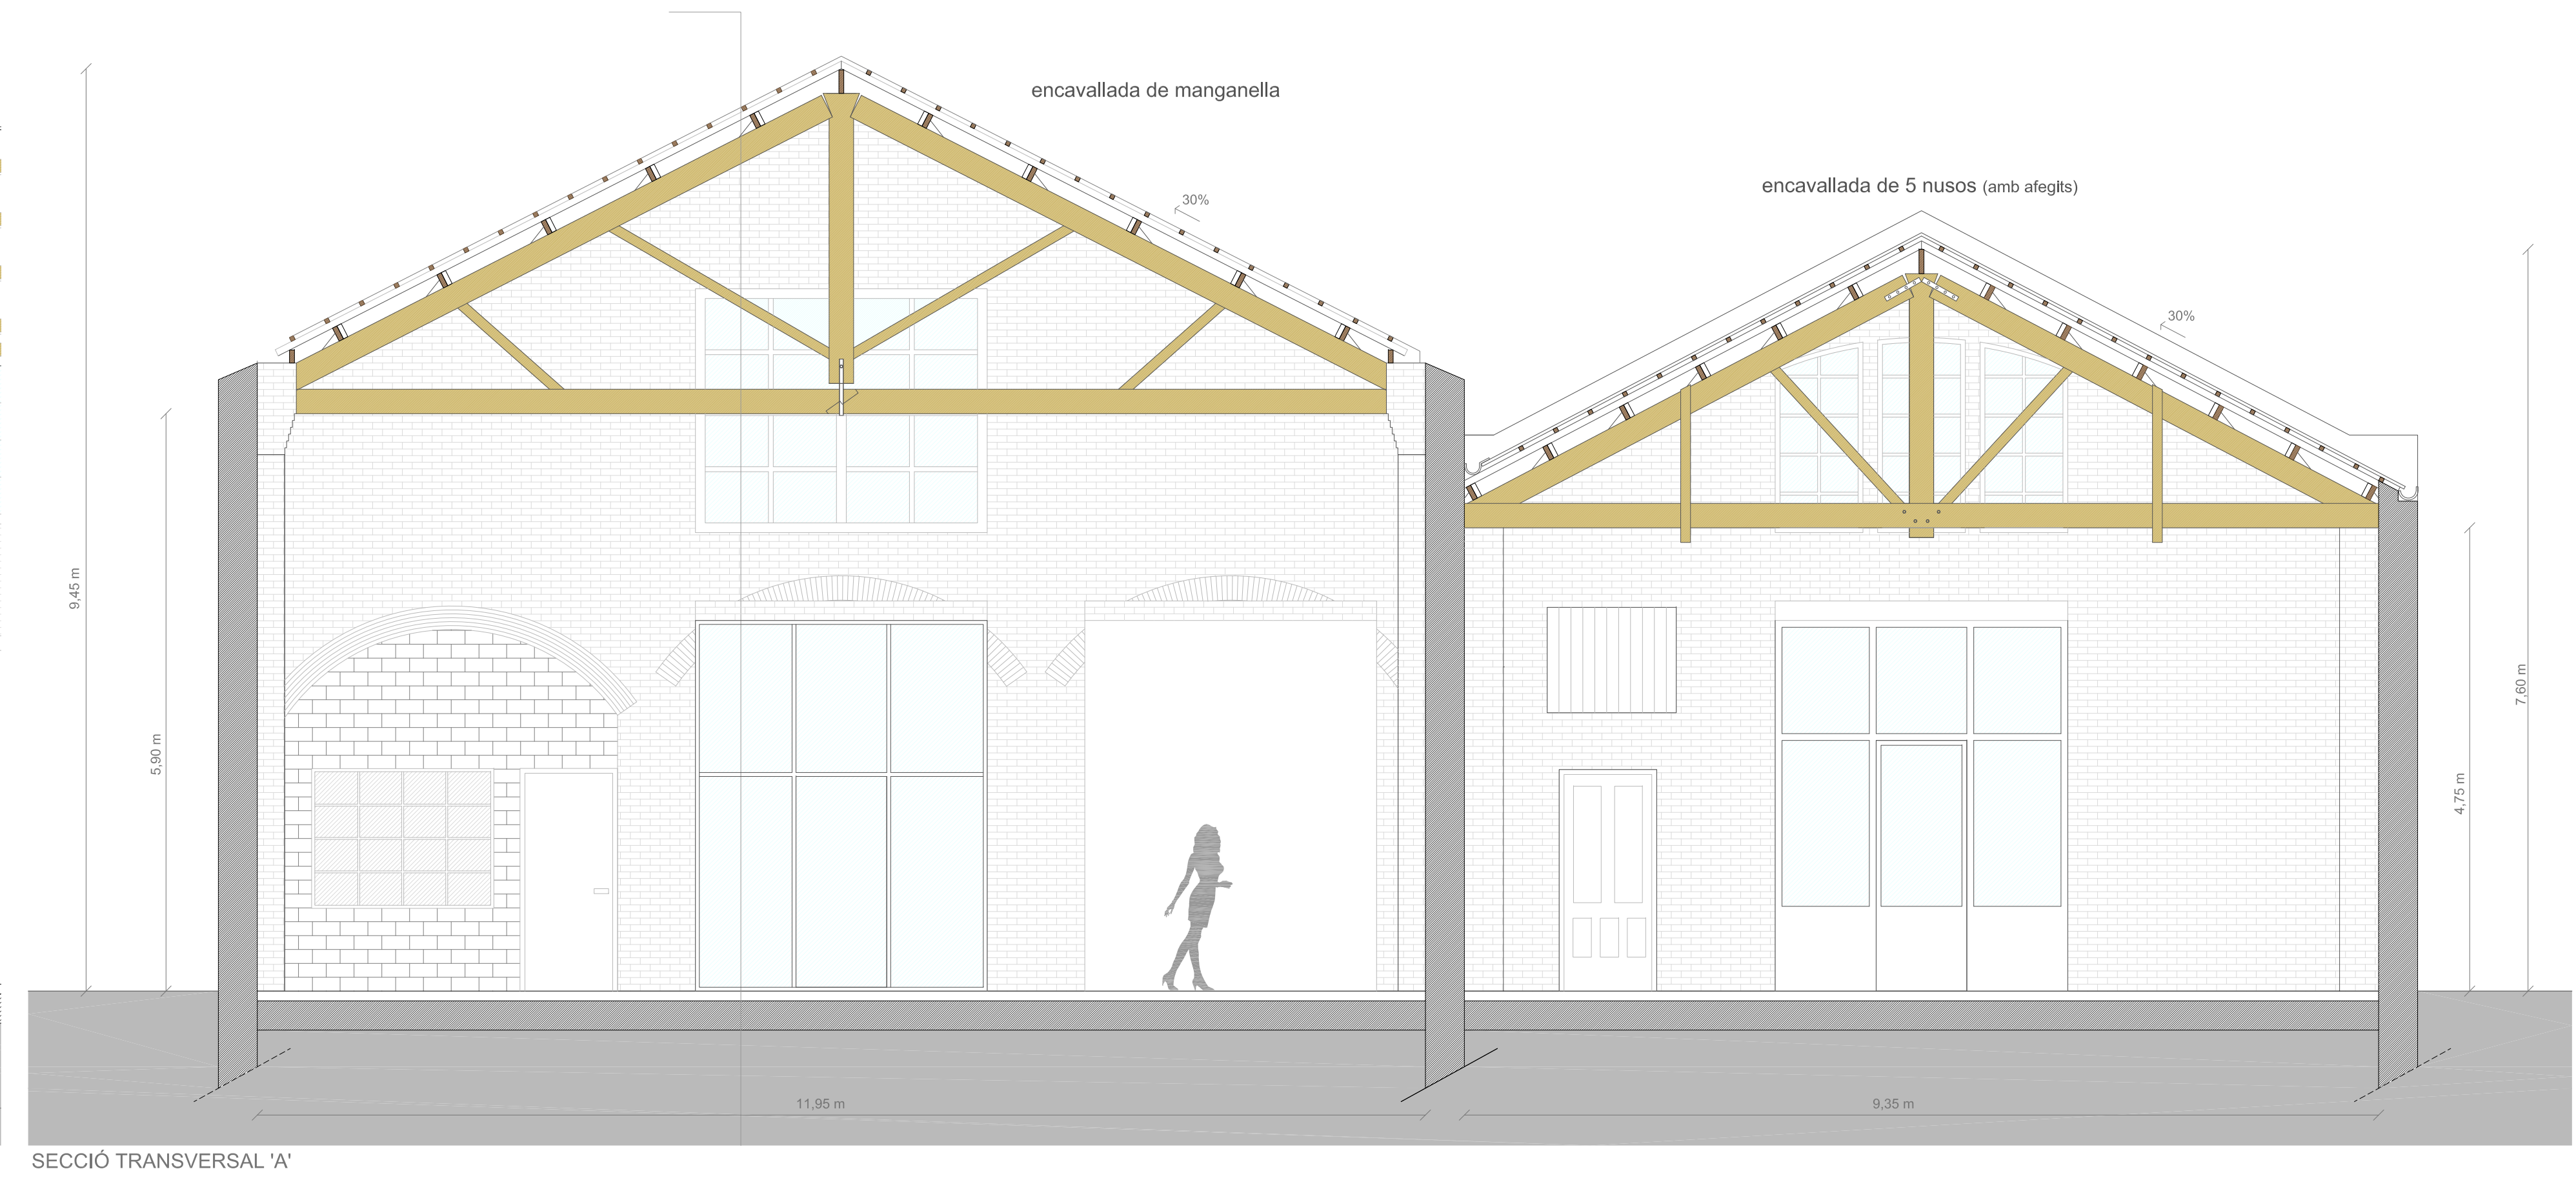 encavallada de manganella
encavallada de 5 nusos (amb afegits)
30%
30%
9,45 m
5,90 m
7,60 m
4,75 m
11,95 m
9,35 m
SECCIÓ TRANSVERSAL 'A'